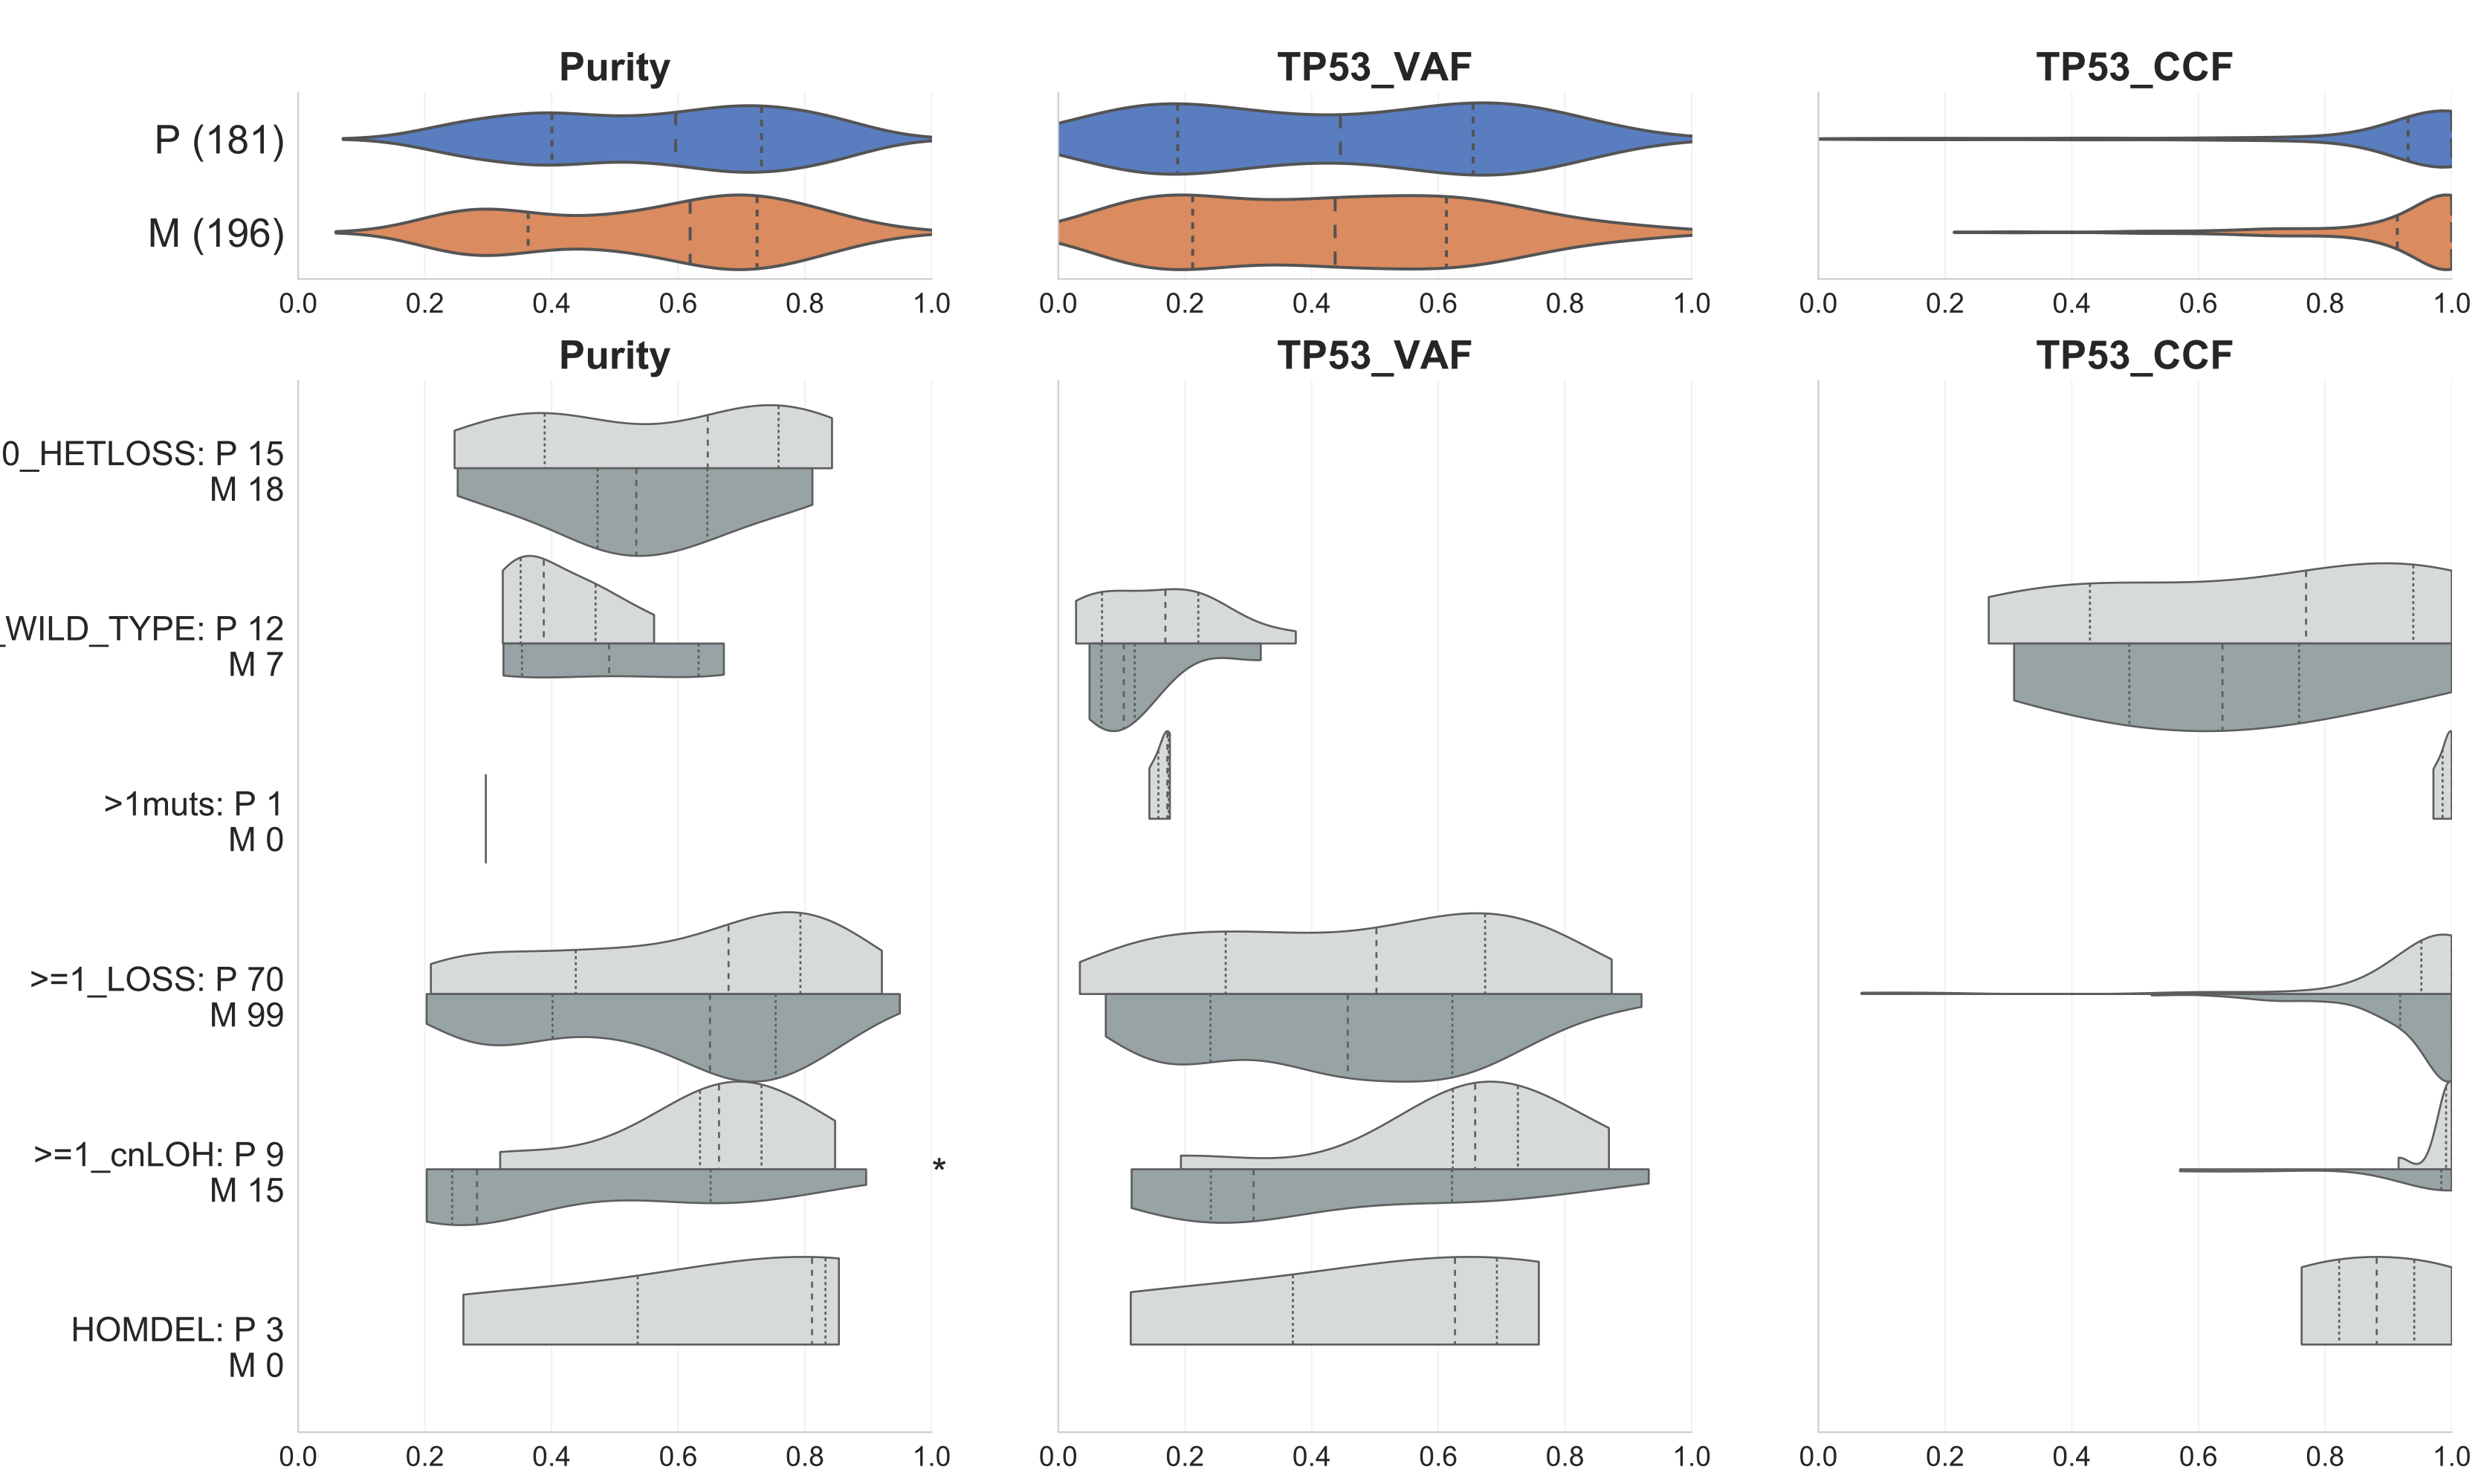 Purity TP53_VAF TP53_CCF
P (181)
M (196)
0.0 0.2 0.4 0.6 0.8 1.0 0.0 0.2 0.4 0.6 0.8 1.0 0.0 0.2 0.4 0.6 0.8 1.0
Purity TP53_VAF TP53_CCF
0_HETLOSS: P 15
M 18
_WILD_TYPE: P 12
M 7
>1muts: P 1
M 0
>=1_LOSS: P 70
M 99
>=1_cnLOH: P 9
*
M 15
HOMDEL: P 3
M 0
0.0 0.2 0.4 0.6 0.8 1.0 0.0 0.2 0.4 0.6 0.8 1.0 0.0 0.2 0.4 0.6 0.8 1.0